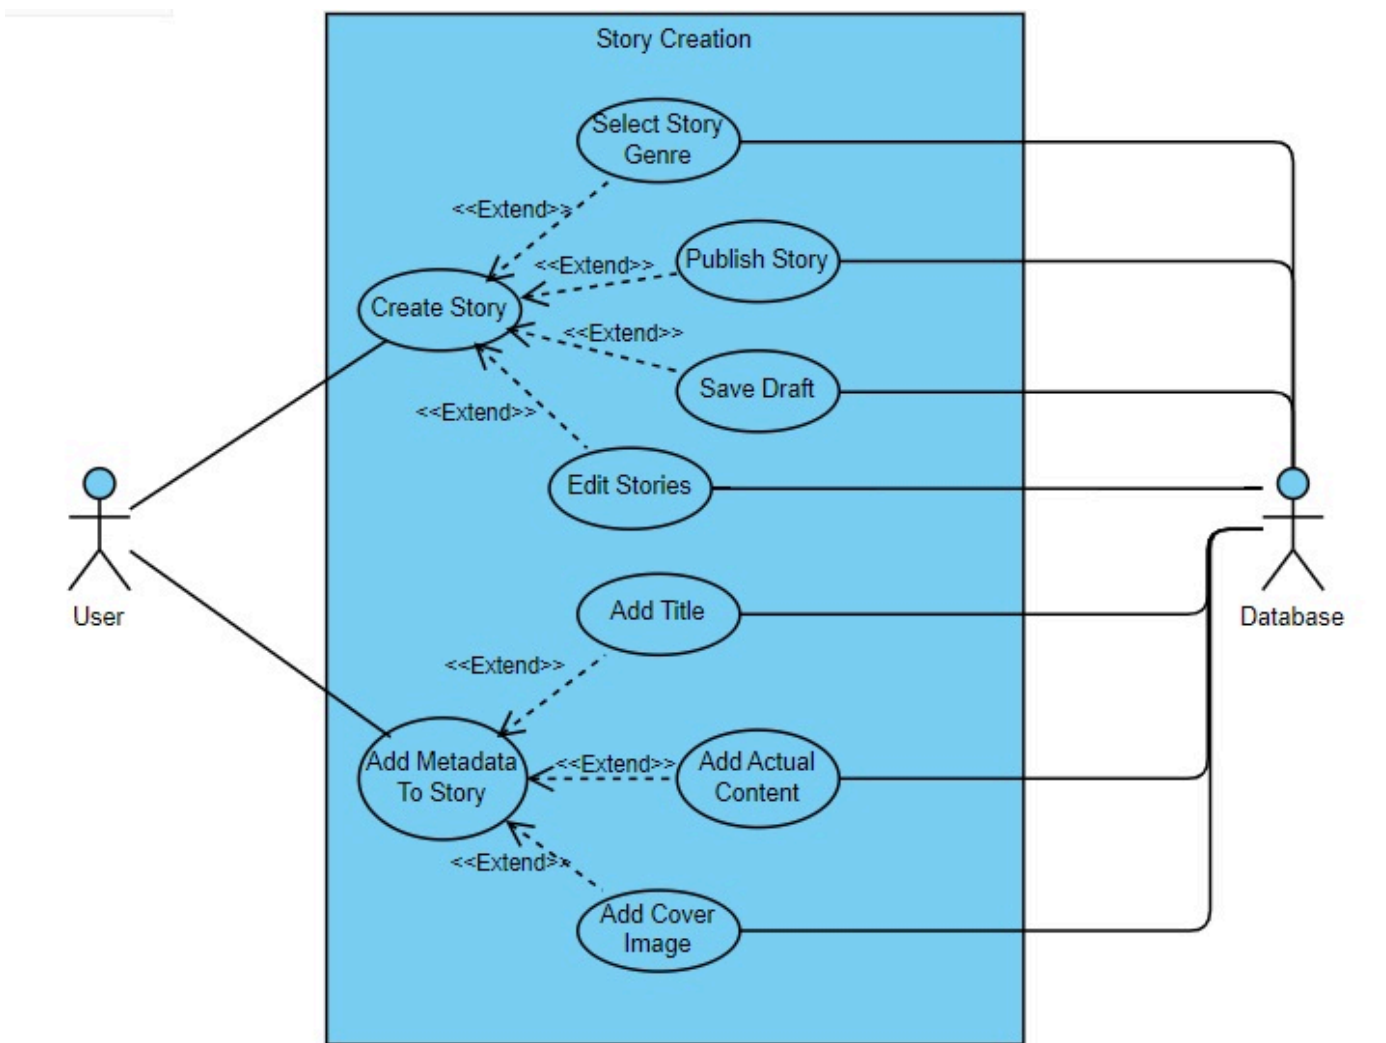 Story Creation
Select Story
Genre
<<Extend>>
Publish Story
<<Extend>>
Create Story
<<Extend>>
Save Draft
<<Extend>>
Edit Stories
User
Database
Add Title
<<Extend>>
Add Metadata
To Story
<<Extend>>
Add Actual
Content
<<Extend>>
Add Cover
Image